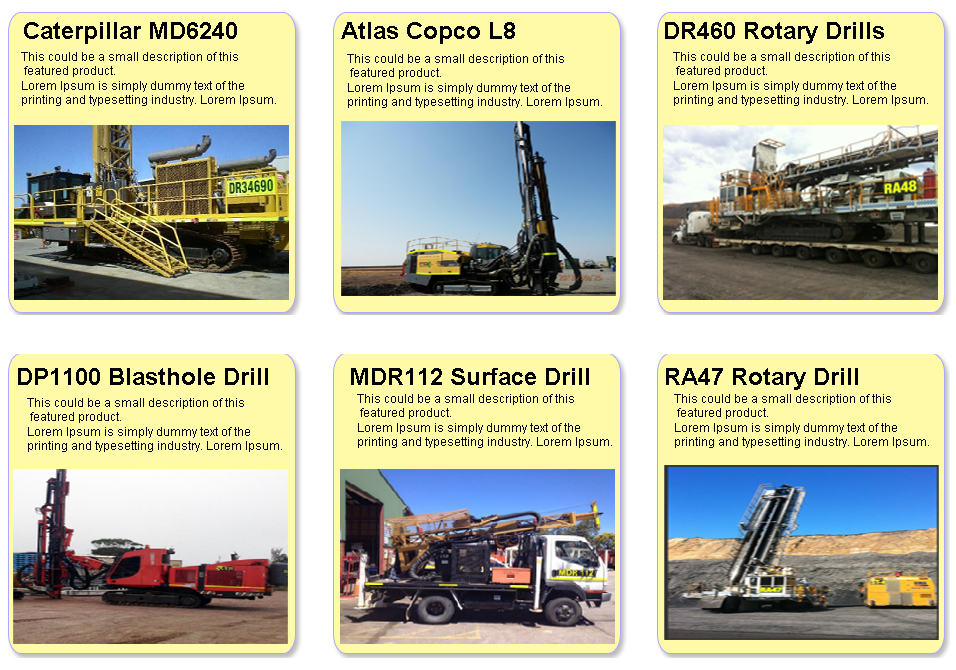 Caterpillar MD6240
This could be a small description of this
featured product.
Lorem Ipsum is simply dummy text of the
printing and typesetting industry. Lorem Ipsum.
DR34690
Atlas Copco L8
This could be a small description of this
featured product.
Lorem Ipsum is simply dummy text of the
printing and typesetting industry. Lorem Ipsum.
DR460 Rotary Drills
This could be a small description of this
featured product.
Lorem Ipsum is simply dummy text of the
printing and typesetting industry. Lorem Ipsum.
RA48
DP1100 Blasthole Drill
This could be a small description of this
featured product.
Lorem Ipsum is simply dummy text of the
printing and typesetting industry. Lorem Ipsum.
MDR112 Surface Drill
This could be a small description of this
featured product.
Lorem Ipsum is simply dummy text of the
printing and typesetting industry. Lorem Ipsum.
MDR 112
RA47 Rotary Drill
This could be a small description of this
featured product.
Lorem Ipsum is simply dummy text of the
printing and typesetting industry. Lorem Ipsum.
RA47